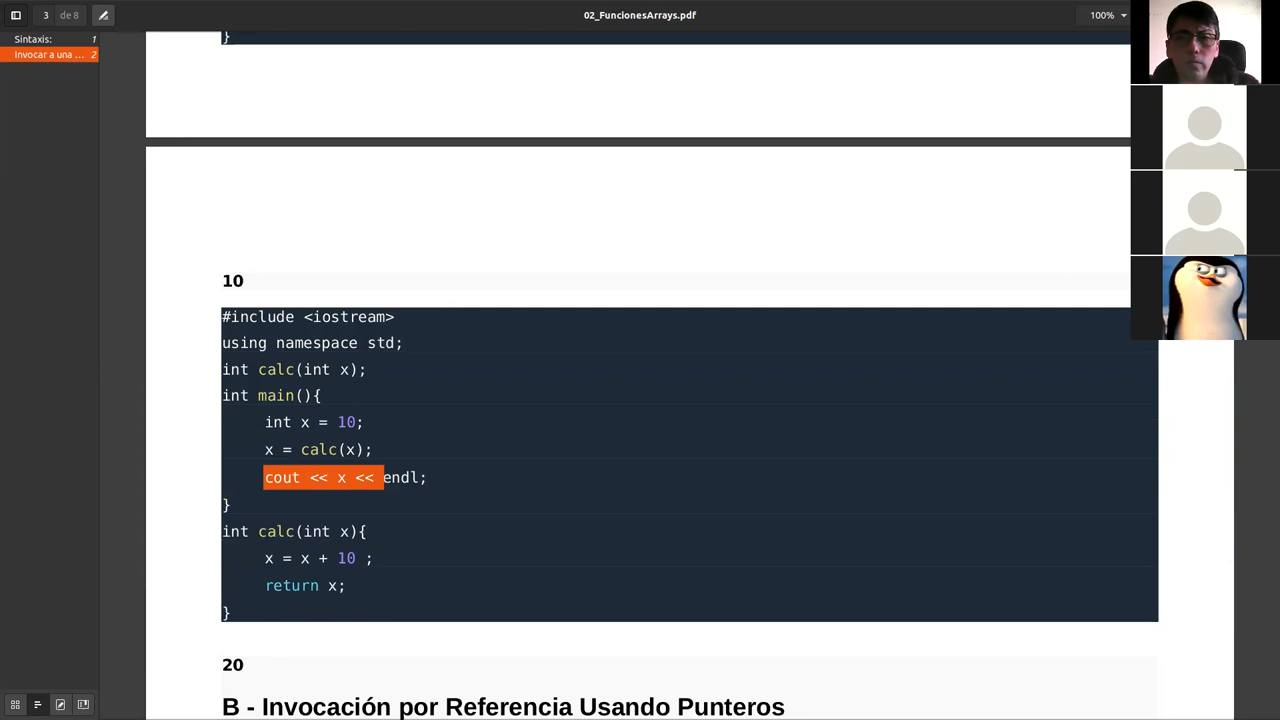 3 de 8
02_FuncionesArrays.pdf
100%
Sintaxis: 1
Invocar a una ... 2
}
10
#include <iostream>
using namespace std;
int calc(int x);
int main(){
int x = 10;
x = calc(x);
cout << x << endl;
}
int calc(int x){
x = x + 10 ;
return x;
}
20
B - Invocación por Referencia Usando Punteros